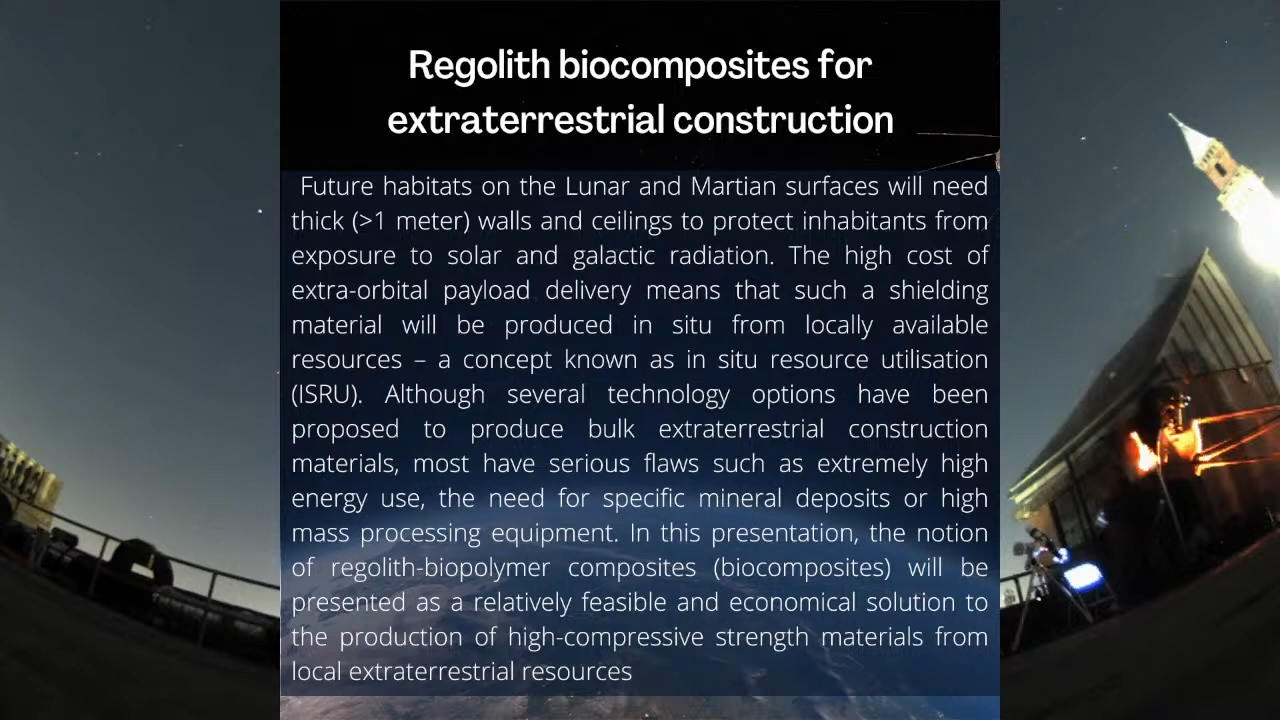 Regolith biocomposites for
extraterrestrial construction
Future habitats on the Lunar and Martian surfaces will need
thick (>1 meter) walls and ceilings to protect inhabitants from
exposure to solar and galactic radiation. The high cost of
extra-orbital payload delivery means that such a shielding
material will be produced in situ from locally available
resources – a concept known as in situ resource utilisation
(ISRU). Although several technology options have been
proposed to produce bulk extraterrestrial construction
materials, most have serious flaws such as extremely high
energy use, the need for specific mineral deposits or high
mass processing equipment. In this presentation, the notion
of regolith-biopolymer composites (biocomposites) will be
presented as a relatively feasible and economical solution to
the production of high-compressive strength materials from
local extraterrestrial resources